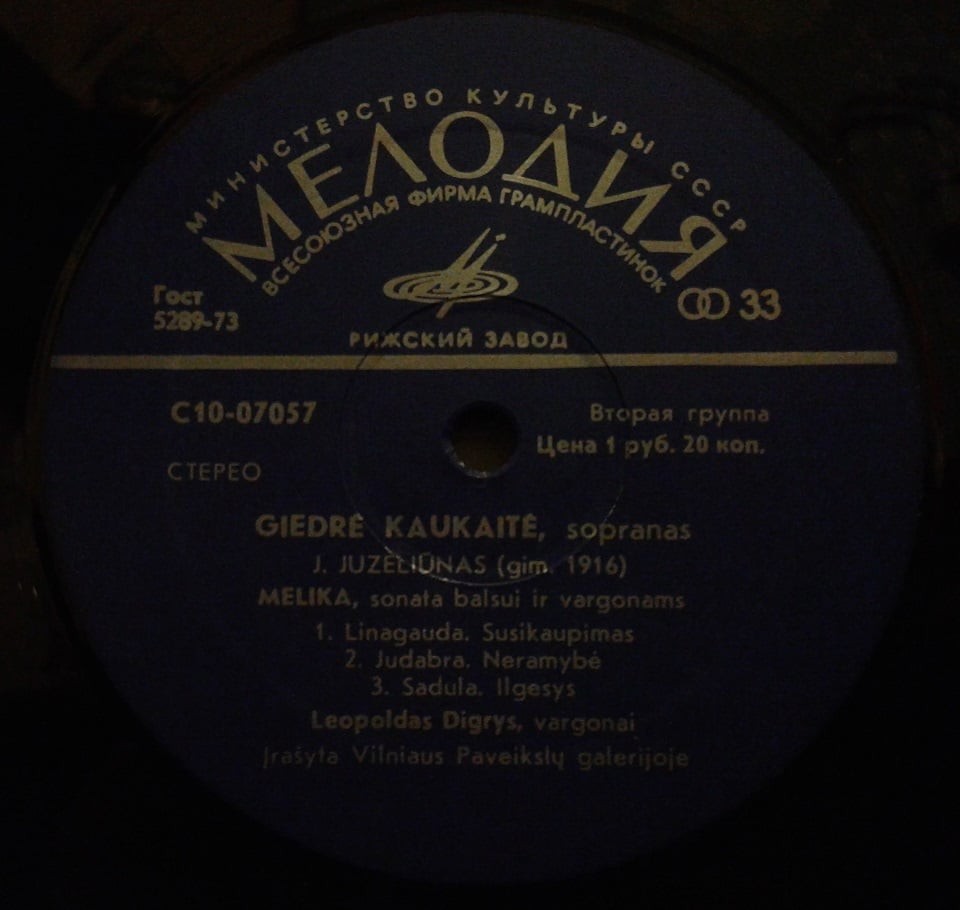 МИНИСТЕРСТВО КУЛЬТУРЫ СССР
МЕЛОДИЯ
ВСЕСОЮЗНАЯ ФИРМА ГРАМПЛАСТИНОК
Гост
5289-73
33
РИЖСКИЙ ЗАВОД
С10-07057
Вторая группа
Цена 1 руб. 20 коп.
СТЕРЕО
GIEDRĖ KAUKAITĖ, sopranas
J. JUZELIŪNAS (gim. 1916)
MELIKA, sonata balsui ir vargonams
1. Linagauda. Susikaupimas
2. Judabra. Neramybė
3. Sadula. Ilgesys
Leopoldas Digrys, vargonai
Įrašyta Vilniaus Paveikslų galerijoje